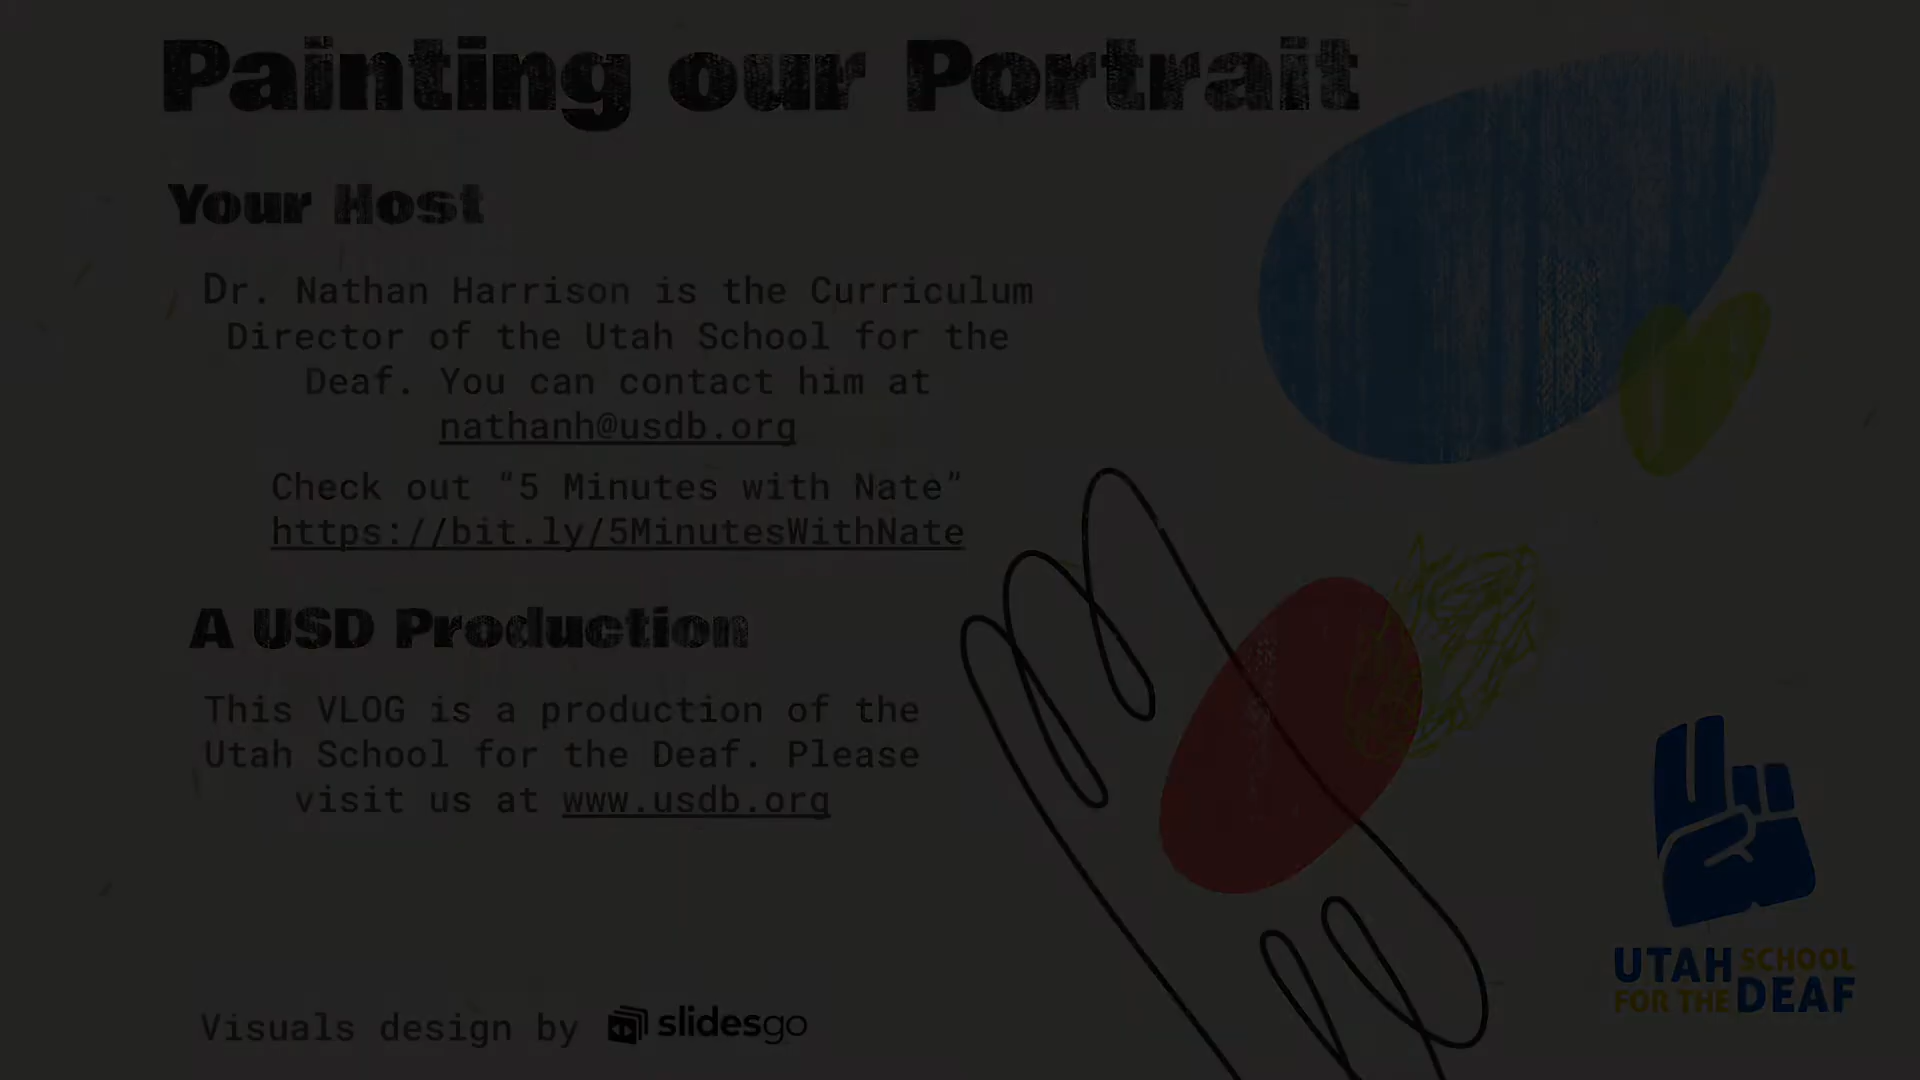 Painting our Portrait
Your Host
Dr. Nathan Harrison is the Curriculum
Director of the Utah School for the
Deaf. You can contact him at
nathanh@usdb.org
Check out “5 Minutes with Nate”
https://bit.ly/5MinutesWithNate
A USD Production
This VLOG is a production of the
Utah School for the Deaf. Please
visit us at www.usdb.org
Visuals design by slidesgo
UTAH SCHOOL
FOR THE DEAF